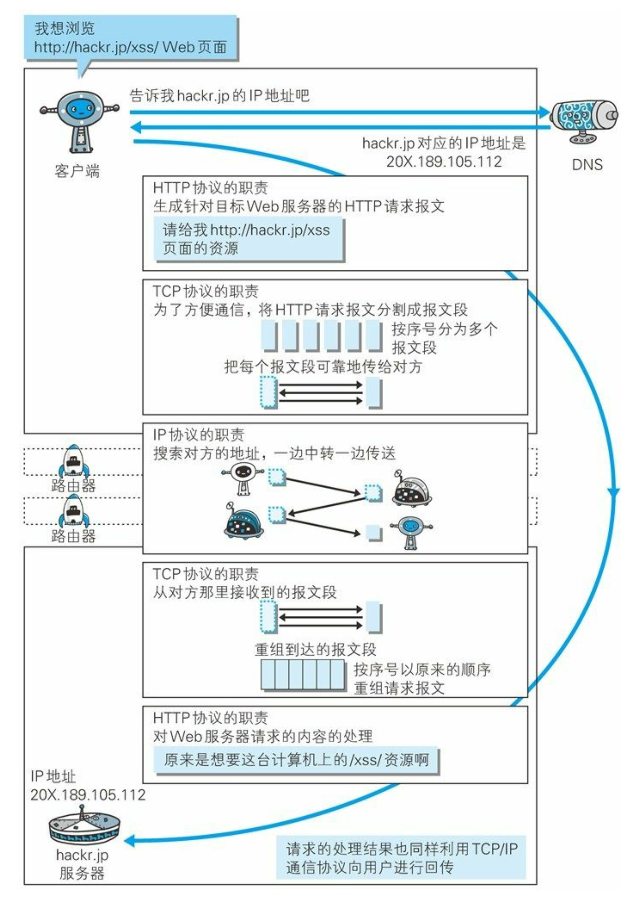 我想浏览
http://hackr.jp/xss/ Web页面
告诉我hackr.jp的IP地址吧
hackr.jp对应的IP地址是
20X.189.105.112
客户端
DNS
HTTP协议的职责
生成针对目标Web服务器的HTTP请求报文
请给我http://hackr.jp/xss
页面的资源
TCP协议的职责
为了方便通信，将HTTP请求报文分割成报文段
按序号分为多个
报文段
把每个报文段可靠地传给对方
IP协议的职责
搜索对方的地址，一边中转一边传送
路由器
路由器
TCP协议的职责
从对方那里接收到的报文段
重组到达的报文段
按序号以原来的顺序
重组请求报文
HTTP协议的职责
对Web服务器请求的内容的处理
原来是想要这台计算机上的/xss/资源啊
IP地址
20X.189.105.112
hackr.jp
服务器
请求的处理结果也同样利用TCP/IP
通信协议向用户进行回传